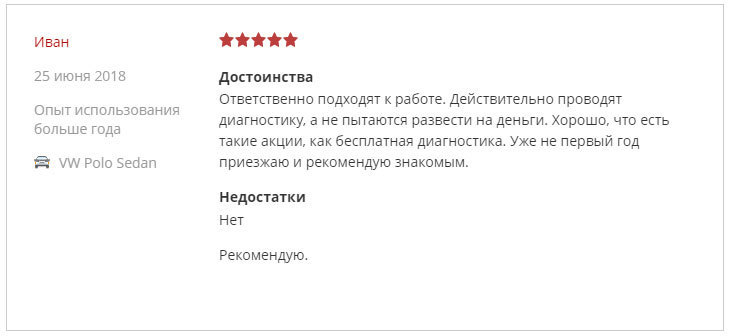 Иван
25 июня 2018
Опыт использования
больше года
VW Polo Sedan
Достоинства
Ответственно подходят к работе. Действительно проводят
диагностику, а не пытаются развести на деньги. Хорошо, что есть
такие акции, как бесплатная диагностика. Уже не первый год
приезжаю и рекомендую знакомым.
Недостатки
Нет
Рекомендую.